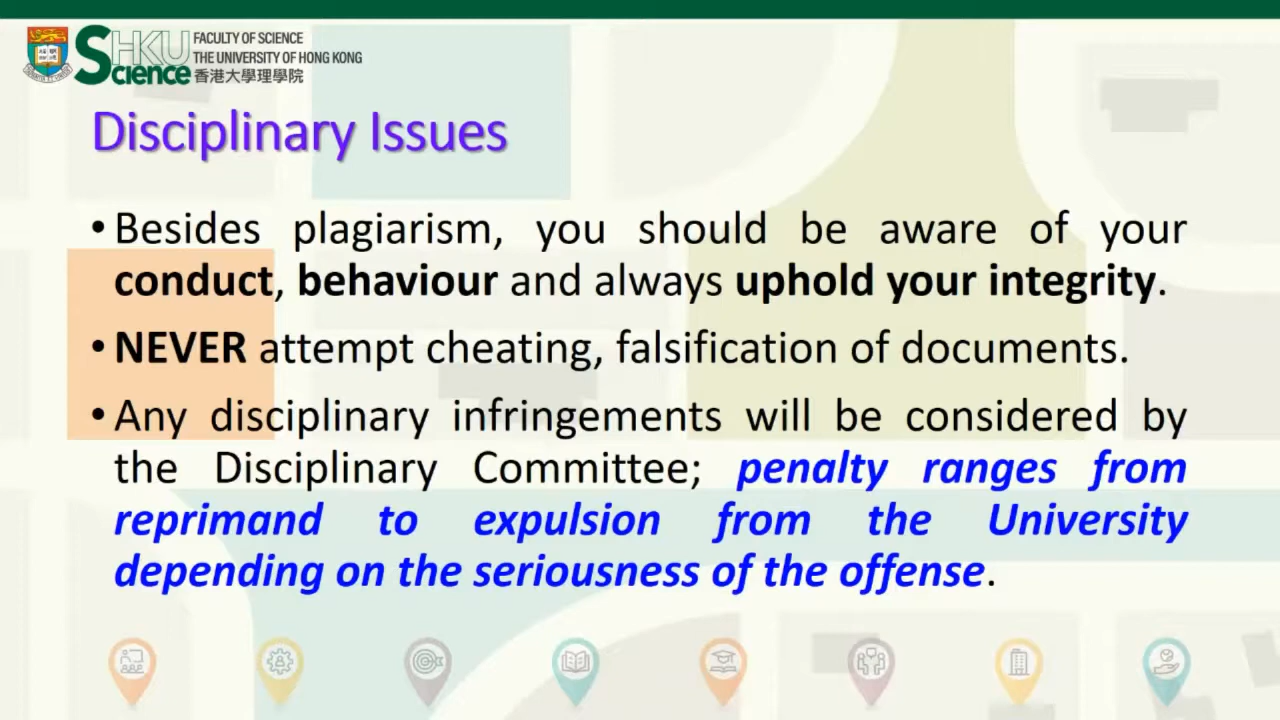 HKU
Science
FACULTY OF SCIENCE
THE UNIVERSITY OF HONG KONG
香港大學理學院
Disciplinary Issues
• Besides plagiarism, you should be aware of your
conduct, behaviour and always uphold your integrity.
• NEVER attempt cheating, falsification of documents.
• Any disciplinary infringements will be considered by
the Disciplinary Committee; penalty ranges from
reprimand to expulsion from the University
depending on the seriousness of the offense.